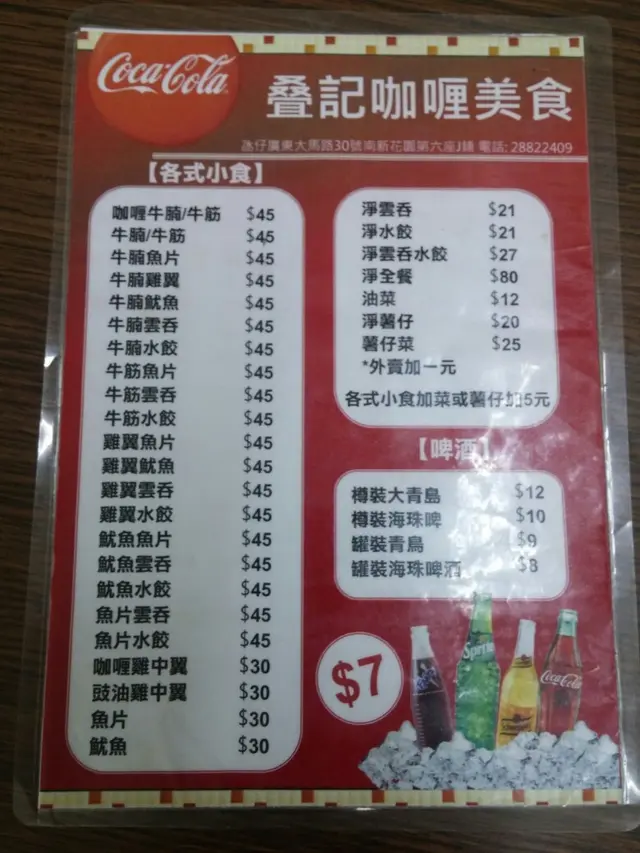 Coca-Cola
叠記咖喱美食
氹仔廣東大馬路30號南新花園第六座J舖 電話: 28822409
【各式小食】
咖喱牛腩/牛筋 $45
牛腩/牛筋 $45
牛腩魚片 $45
牛腩雞翼 $45
牛腩魷魚 $45
牛腩雲吞 $45
牛腩水餃 $45
牛筋魚片 $45
牛筋雲吞 $45
牛筋水餃 $45
雞翼魚片 $45
雞翼魷魚 $45
雞翼雲吞 $45
雞翼水餃 $45
魷魚魚片 $45
魷魚雲吞 $45
魷魚水餃 $45
魚片雲吞 $45
魚片水餃 $45
咖喱雞中翼 $30
豉油雞中翼 $30
魚片 $30
魷魚 $30
淨雲吞 $21
淨水餃 $21
淨雲吞水餃 $27
淨全餐 $80
油菜 $12
淨薯仔 $20
薯仔菜 $25
*外賣加一元
各式小食加菜或薯仔加5元
【啤酒】
樽裝大青島 $12
樽裝海珠啤 $10
罐裝青島 $9
罐裝海珠啤酒 $8
$7
Sprite
Coca-Cola